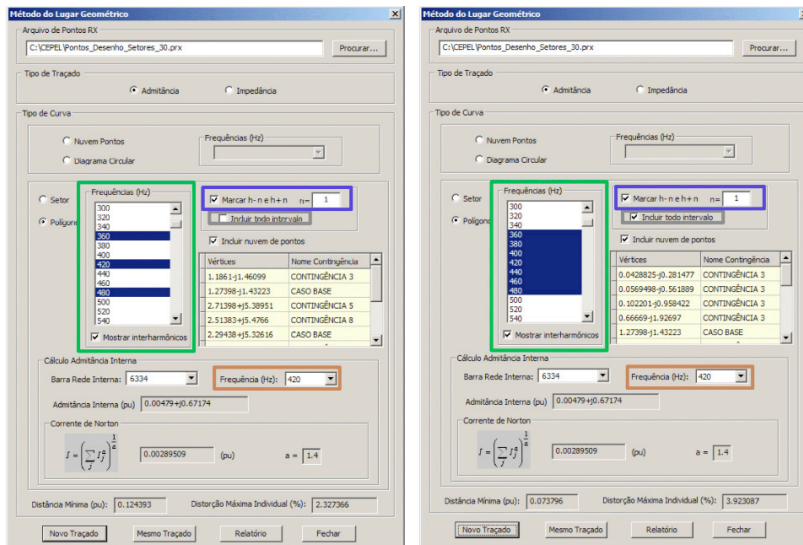 Método do Lugar Geométrico
Arquivo de Pontos RX
C:\CEPEL\Pontos_Desenho_Setores_30.prx
Procurar...
Tipo de Traçado
Admitância
Impedância
Tipo de Curva
Nuvem Pontos
Diagrama Circular
Frequências (Hz)
Setor
Polígono
Frequências (Hz)
300
320
340
360
380
400
420
440
460
480
500
520
540
Mostrar interharmônicos
Marcar h-n e h+n n= 1
Incluir todo intervalo
Incluir nuvem de pontos
Vértices Nome Contingência
1.1861-j1.46099 CONTINGÊNCIA 3
1.27398-j1.43223 CASO BASE
2.71398+j5.38951 CONTINGÊNCIA 5
2.51383+j5.4766 CONTINGÊNCIA 8
2.29438+j5.32616 CASO BASE
Cálculo Admitância Interna
Barra Rede Interna: 6334
Frequência (Hz): 420
Admitância Interna (pu) 0.00479+j0.67174
Corrente de Norton
I = (∑ I_j^a)^(1/a)
j
0.00289509 (pu) a = 1.4
Distância Mínima (pu): 0.124393 Distorção Máxima Individual (%): 2.327366
Novo Traçado Mesmo Traçado Relatório Fechar
Método do Lugar Geométrico
Arquivo de Pontos RX
C:\CEPEL\Pontos_Desenho_Setores_30.prx
Procurar...
Tipo de Traçado
Admitância
Impedância
Tipo de Curva
Nuvem Pontos
Diagrama Circular
Frequências (Hz)
Setor
Polígono
Frequências (Hz)
300
320
340
360
380
400
420
440
460
480
500
520
540
Mostrar interharmônicos
Marcar h-n e h+n n= 1
Incluir todo intervalo
Incluir nuvem de pontos
Vértices Nome Contingência
0.0428825-j0.281477 CONTINGÊNCIA 3
0.0569498-j0.561889 CONTINGÊNCIA 3
0.102201-j0.958422 CONTINGÊNCIA 3
0.66669-j1.92697 CONTINGÊNCIA 3
1.27398-j1.43223 CASO BASE
Cálculo Admitância Interna
Barra Rede Interna: 6334
Frequência (Hz): 420
Admitância Interna (pu) 0.00479+j0.67174
Corrente de Norton
I = (∑ I_j^a)^(1/a)
j
0.00289509 (pu) a = 1.4
Distância Mínima (pu): 0.073796 Distorção Máxima Individual (%): 3.923087
Novo Traçado Mesmo Traçado Relatório Fechar